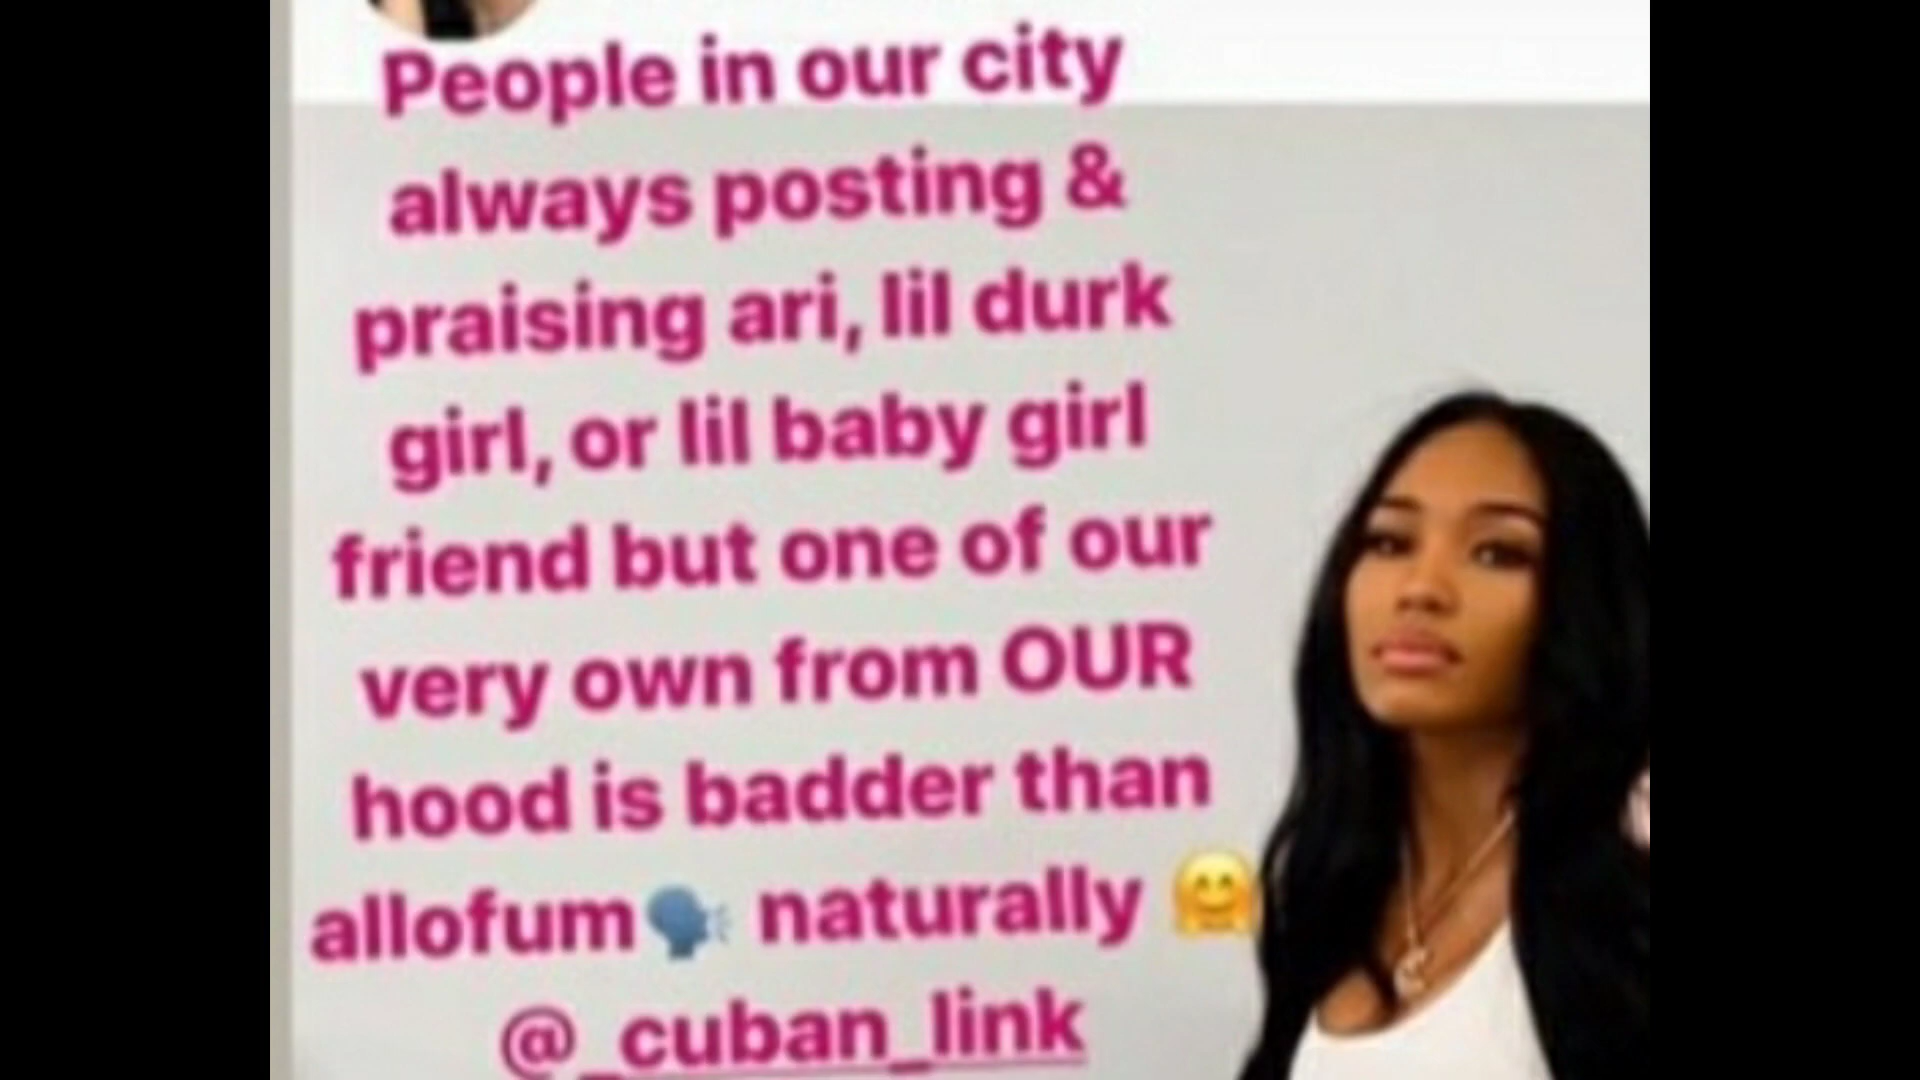 People in our city
always posting &
praising ari, lil durk
girl, or lil baby girl
friend but one of our
very own from OUR
hood is badder than
allofum🗣️ naturally 🤗
@_cuban_link